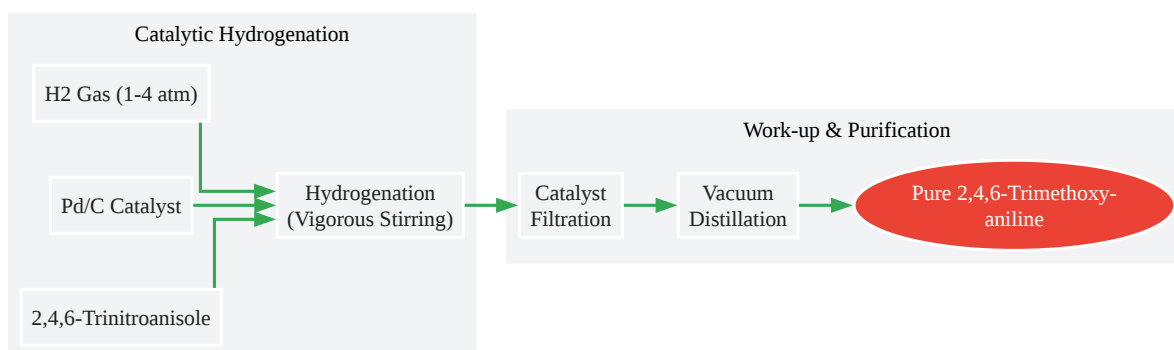 Catalytic Hydrogenation
H2 Gas (1-4 atm)
Pd/C Catalyst
2,4,6-Trinitroanisole
Hydrogenation
(Vigorous Stirring)
Work-up & Purification
Catalyst
Filtration
Vacuum
Distillation
Pure 2,4,6-Trimethoxy-
aniline